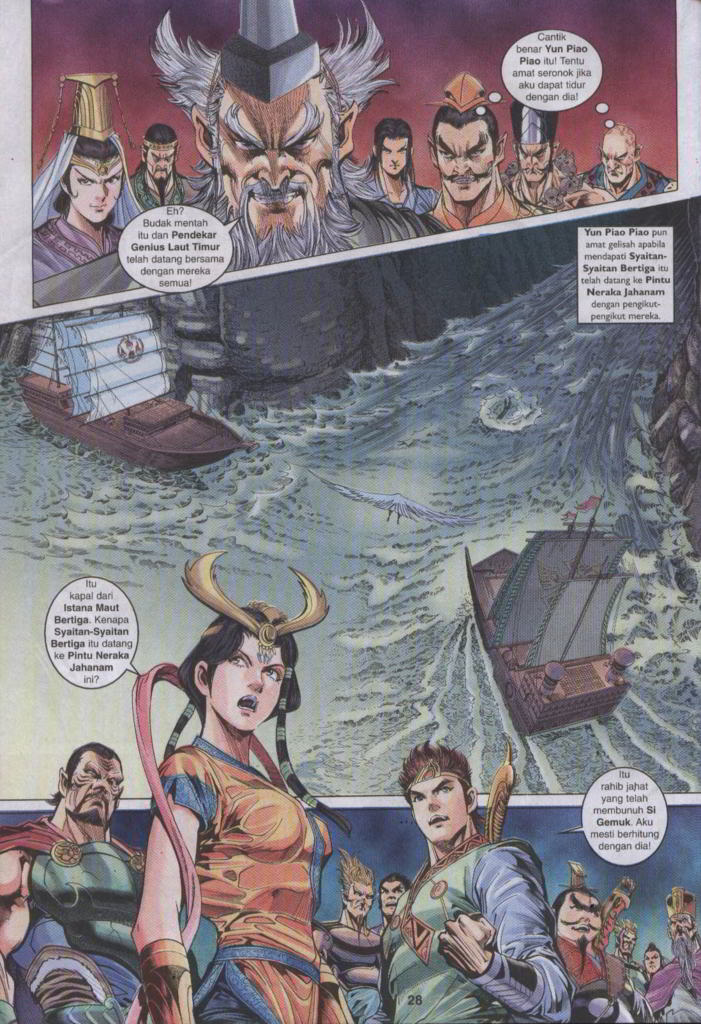 Cantik
benar Yun Piao
Piao itu! Tentu
amat seronok jika
aku dapat tidur
dengan dia!
Eh?
Budak mentah
itu dan Pendekar
Genius Laut Timur
telah datang bersama
dengan mereka
semua!
Yun Piao Piao pun
amat gelisah apabila
mendapati Syaitan-
Syaitan Bertiga itu
telah datang ke Pintu
Neraka Jahanam
dengan pengikut-
pengikut mereka.
Itu
kapal dari
Istana Maut
Bertiga. Kenapa
Syaitan-Syaitan
Bertiga itu datang
ke Pintu Neraka
Jahanam
ini?
Itu
rahib jahat
yang telah
membunuh Si
Gemuk. Aku
mesti berhitung
dengan dia!
28